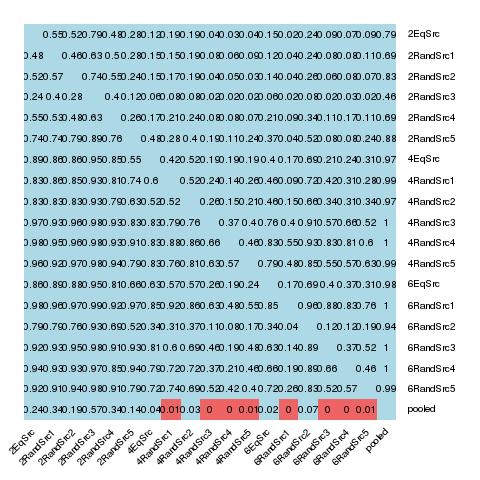 0.55 0.52 0.79 0.48 0.28 0.12 0.19 0.19 0.04 0.03 0.04 0.15 0.02 0.24 0.09 0.07 0.09 0.79 2EqSrc
0.48 0.46 0.63 0.5 0.28 0.15 0.15 0.19 0.08 0.06 0.09 0.12 0.04 0.24 0.08 0.08 0.11 0.69 2RandSrc1
0.52 0.57 0.74 0.55 0.24 0.15 0.17 0.19 0.04 0.05 0.03 0.14 0.04 0.26 0.06 0.08 0.07 0.83 2RandSrc2
0.24 0.4 0.28 0.4 0.12 0.06 0.08 0.08 0.02 0.02 0.02 0.06 0.02 0.08 0.02 0.03 0.02 0.46 2RandSrc3
0.55 0.53 0.48 0.63 0.26 0.17 0.21 0.24 0.08 0.08 0.07 0.21 0.09 0.34 0.11 0.17 0.11 0.69 2RandSrc4
0.74 0.74 0.79 0.89 0.76 0.48 0.28 0.4 0.19 0.11 0.24 0.37 0.04 0.52 0.08 0.08 0.24 0.88 2RandSrc5
0.89 0.86 0.86 0.95 0.85 0.55 0.42 0.52 0.19 0.19 0.19 0.4 0.17 0.69 0.21 0.24 0.31 0.97 4EqSrc
0.83 0.86 0.85 0.93 0.81 0.74 0.6 0.52 0.24 0.14 0.26 0.46 0.09 0.72 0.42 0.31 0.28 0.99 4RandSrc1
0.83 0.83 0.83 0.93 0.79 0.63 0.52 0.52 0.26 0.15 0.21 0.46 0.15 0.66 0.34 0.31 0.34 0.97 4RandSrc2
0.97 0.93 0.96 0.98 0.93 0.83 0.83 0.79 0.76 0.37 0.4 0.76 0.4 0.91 0.57 0.66 0.52 1 4RandSrc3
0.98 0.95 0.96 0.98 0.93 0.91 0.83 0.88 0.86 0.66 0.46 0.83 0.55 0.93 0.83 0.81 0.6 1 4RandSrc4
0.96 0.92 0.97 0.98 0.94 0.79 0.83 0.76 0.81 0.63 0.57 0.79 0.48 0.85 0.55 0.57 0.63 0.99 4RandSrc5
0.86 0.89 0.88 0.95 0.81 0.66 0.63 0.57 0.57 0.26 0.19 0.24 0.17 0.69 0.4 0.37 0.31 0.98 6EqSrc
0.98 0.96 0.97 0.99 0.92 0.97 0.85 0.92 0.86 0.63 0.48 0.55 0.85 0.96 0.88 0.83 0.76 1 6RandSrc1
0.79 0.79 0.76 0.93 0.69 0.52 0.34 0.31 0.37 0.11 0.08 0.17 0.34 0.04 0.12 0.12 0.19 0.94 6RandSrc2
0.92 0.93 0.95 0.98 0.91 0.93 0.81 0.6 0.69 0.46 0.19 0.48 0.63 0.14 0.89 0.37 0.52 1 6RandSrc3
0.94 0.93 0.93 0.97 0.85 0.94 0.79 0.72 0.72 0.37 0.21 0.46 0.66 0.19 0.89 0.66 0.46 1 6RandSrc4
0.92 0.91 0.94 0.98 0.91 0.79 0.72 0.74 0.69 0.52 0.42 0.4 0.72 0.26 0.83 0.52 0.57 0.99 6RandSrc5
0.24 0.34 0.19 0.57 0.34 0.14 0.04 0.01 0.03 0 0 0.01 0.02 0 0.07 0 0 0.01 pooled
2EqSrc 2RandSrc1 2RandSrc2 2RandSrc3 2RandSrc4 2RandSrc5 4EqSrc 4RandSrc1 4RandSrc2 4RandSrc3 4RandSrc4 4RandSrc5 6EqSrc 6RandSrc1 6RandSrc2 6RandSrc3 6RandSrc4 6RandSrc5 pooled